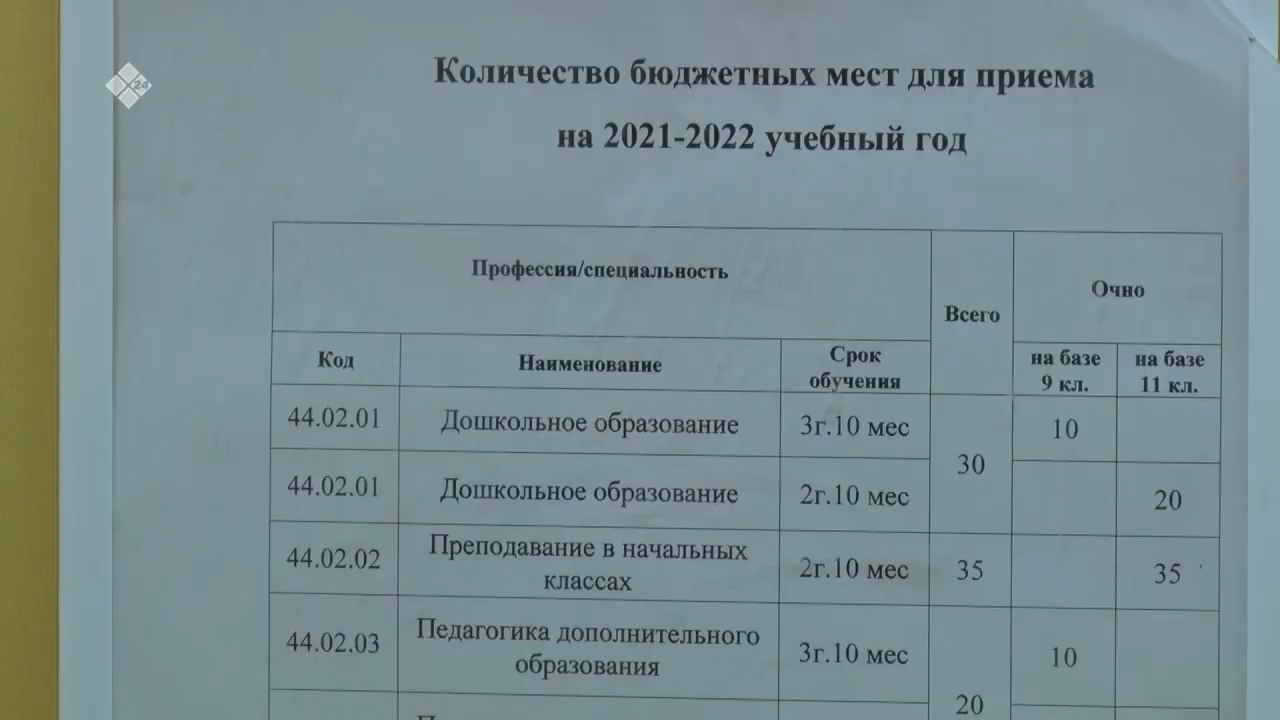 24
Количество бюджетных мест для приема
на 2021-2022 учебный год
Профессия/специальность
Всего
Очно
Код
Наименование
Срок
обучения
на базе
9 кл.
на базе
11 кл.
44.02.01
Дошкольное образование
3г.10 мес
30
10
44.02.01
Дошкольное образование
2г.10 мес
20
44.02.02
Преподавание в начальных
классах
2г.10 мес
35
35
44.02.03
Педагогика дополнительного
образования
3г.10 мес
20
10